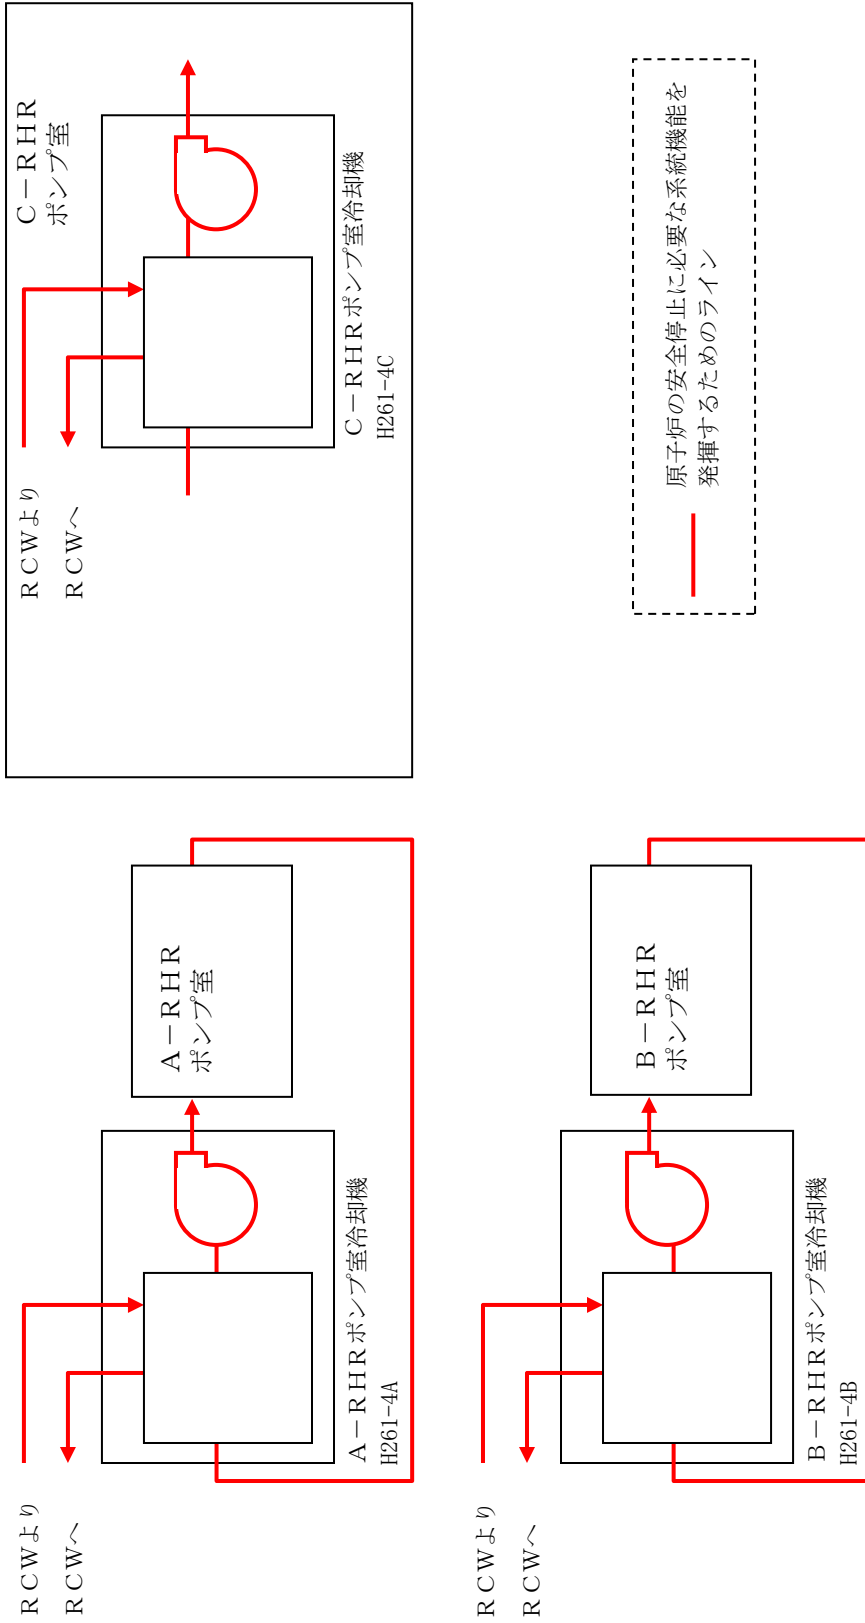 RCWより
RCWへ
A-RHR
ポンプ室
A-RHRポンプ室冷却機
H261-4A
RCWより
RCWへ
C-RHR
ポンプ室
C-RHRポンプ室冷却機
H261-4C
RCWより
RCWへ
B-RHR
ポンプ室
B-RHRポンプ室冷却機
H261-4B
原子炉の安全停止に必要な系統機能を
発揮するためのライン